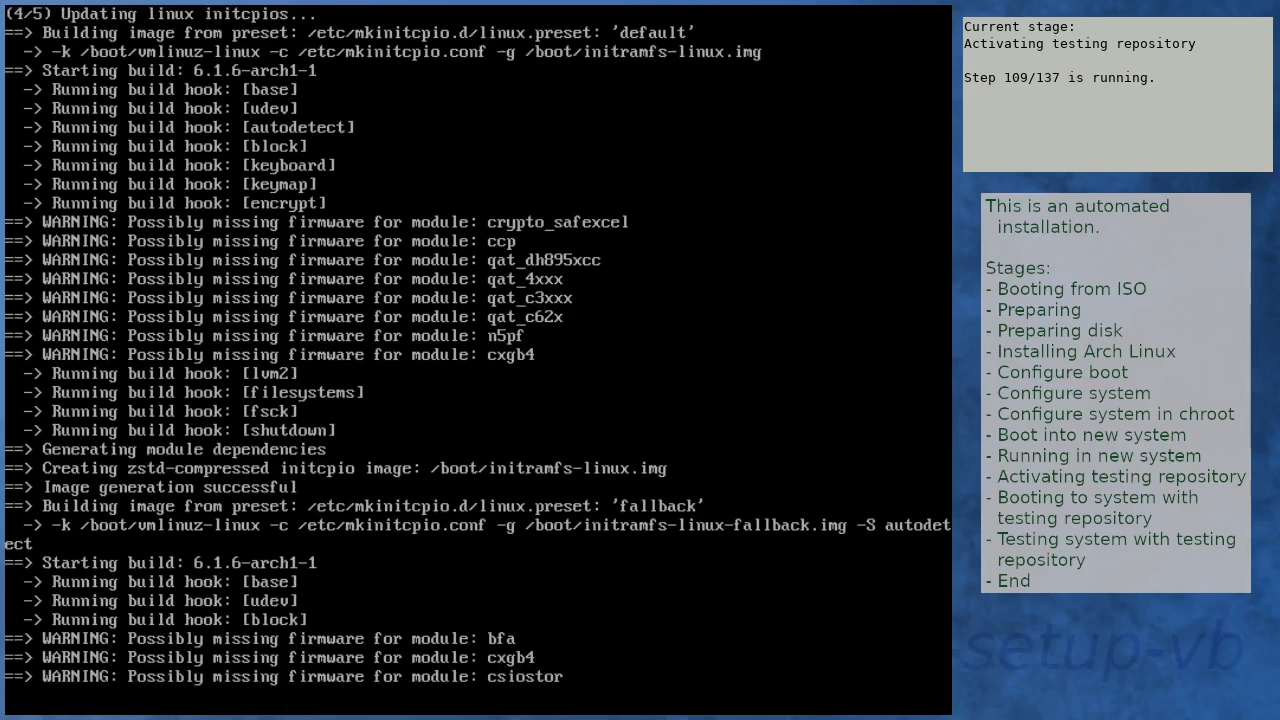 (4/5) Updating linux initcpios...
==> Building image from preset: /etc/mkinitcpio.d/linux.preset: 'default'
  -> -k /boot/vmlinuz-linux -c /etc/mkinitcpio.conf -g /boot/initramfs-linux.img
==> Starting build: 6.1.6-arch1-1
  -> Running build hook: [base]
  -> Running build hook: [udev]
  -> Running build hook: [autodetect]
  -> Running build hook: [block]
  -> Running build hook: [keyboard]
  -> Running build hook: [keymap]
  -> Running build hook: [encrypt]
==> WARNING: Possibly missing firmware for module: crypto_safexcel
==> WARNING: Possibly missing firmware for module: ccp
==> WARNING: Possibly missing firmware for module: qat_dh895xcc
==> WARNING: Possibly missing firmware for module: qat_4xxx
==> WARNING: Possibly missing firmware for module: qat_c3xxx
==> WARNING: Possibly missing firmware for module: qat_c62x
==> WARNING: Possibly missing firmware for module: n5pf
==> WARNING: Possibly missing firmware for module: cxgb4
  -> Running build hook: [lvm2]
  -> Running build hook: [filesystems]
  -> Running build hook: [fsck]
  -> Running build hook: [shutdown]
==> Generating module dependencies
==> Creating zstd-compressed initcpio image: /boot/initramfs-linux.img
==> Image generation successful
==> Building image from preset: /etc/mkinitcpio.d/linux.preset: 'fallback'
  -> -k /boot/vmlinuz-linux -c /etc/mkinitcpio.conf -g /boot/initramfs-linux-fallback.img -S autodet
ect
==> Starting build: 6.1.6-arch1-1
  -> Running build hook: [base]
  -> Running build hook: [udev]
  -> Running build hook: [block]
==> WARNING: Possibly missing firmware for module: bfa
==> WARNING: Possibly missing firmware for module: cxgb4
==> WARNING: Possibly missing firmware for module: csiostor
Current stage:
Activating testing repository
Step 109/137 is running.
This is an automated
installation.
Stages:
- Booting from ISO
- Preparing
- Preparing disk
- Installing Arch Linux
- Configure boot
- Configure system
- Configure system in chroot
- Boot into new system
- Running in new system
- Activating testing repository
- Booting to system with
testing repository
- Testing system with testing
repository
- End
-setup-vb